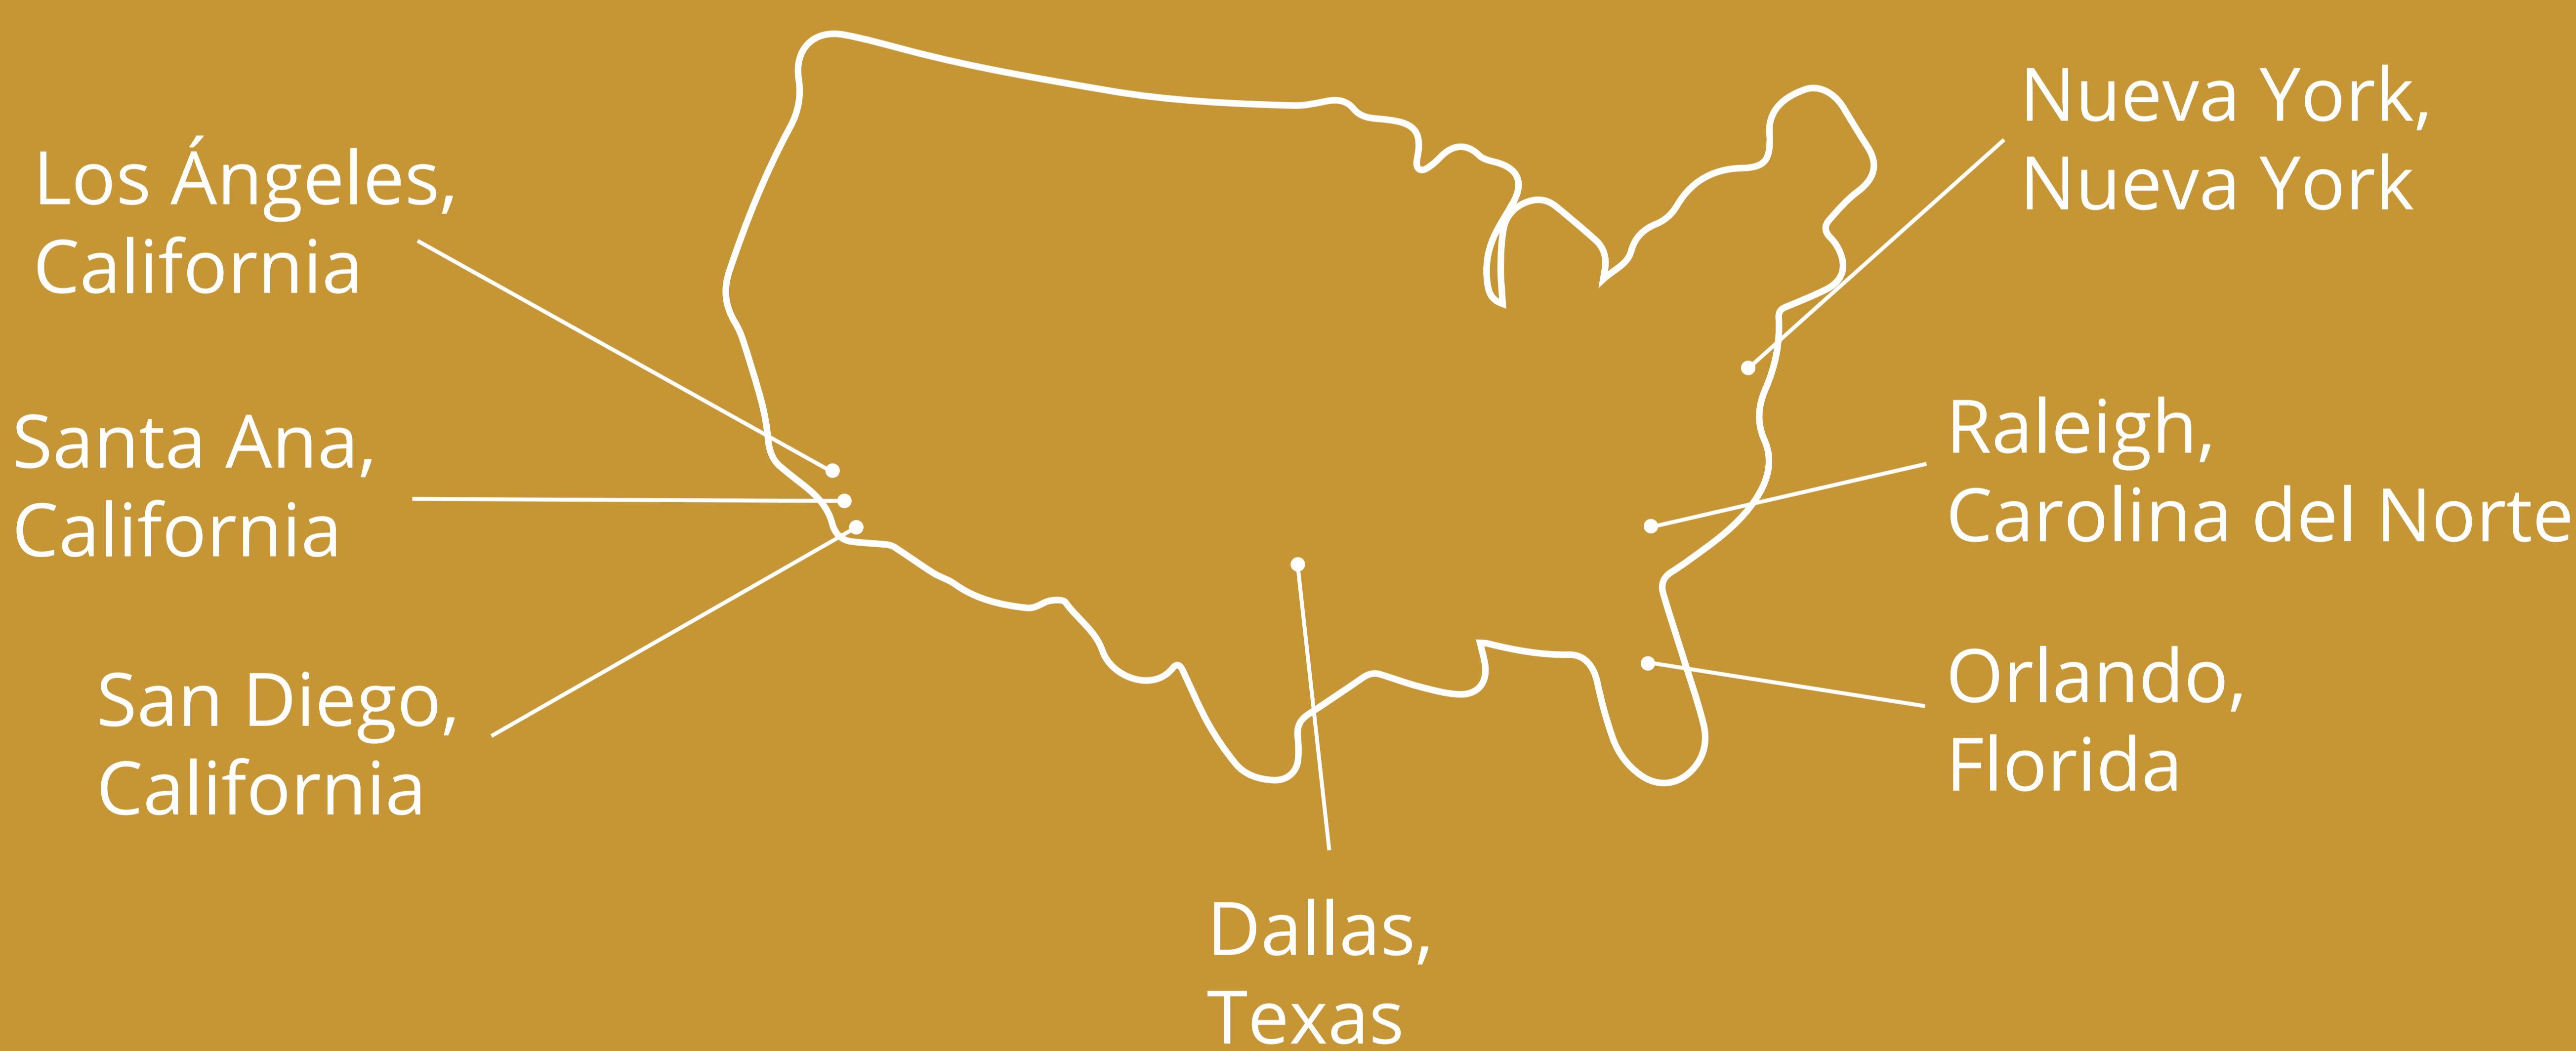 Los Ángeles,
California
Santa Ana,
California
San Diego,
California
Dallas,
Texas
Nueva York,
Nueva York
Raleigh,
Carolina del Norte
Orlando,
Florida